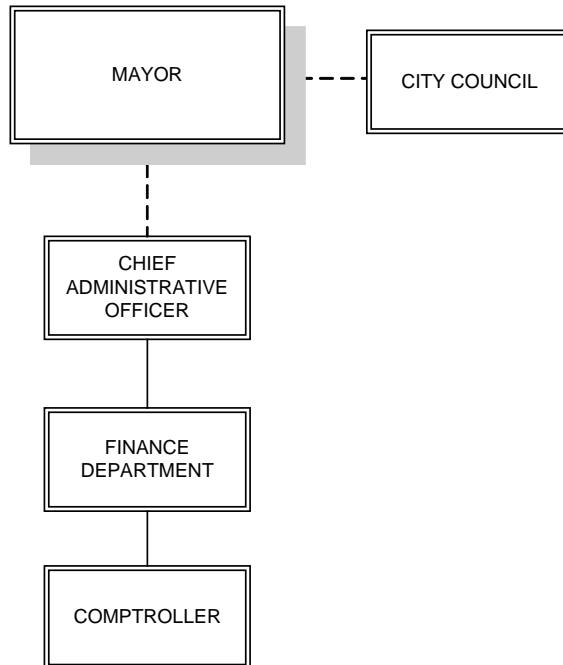 MAYOR
CITY COUNCIL
CHIEF
ADMINISTRATIVE
OFFICER
FINANCE
DEPARTMENT
COMPTROLLER